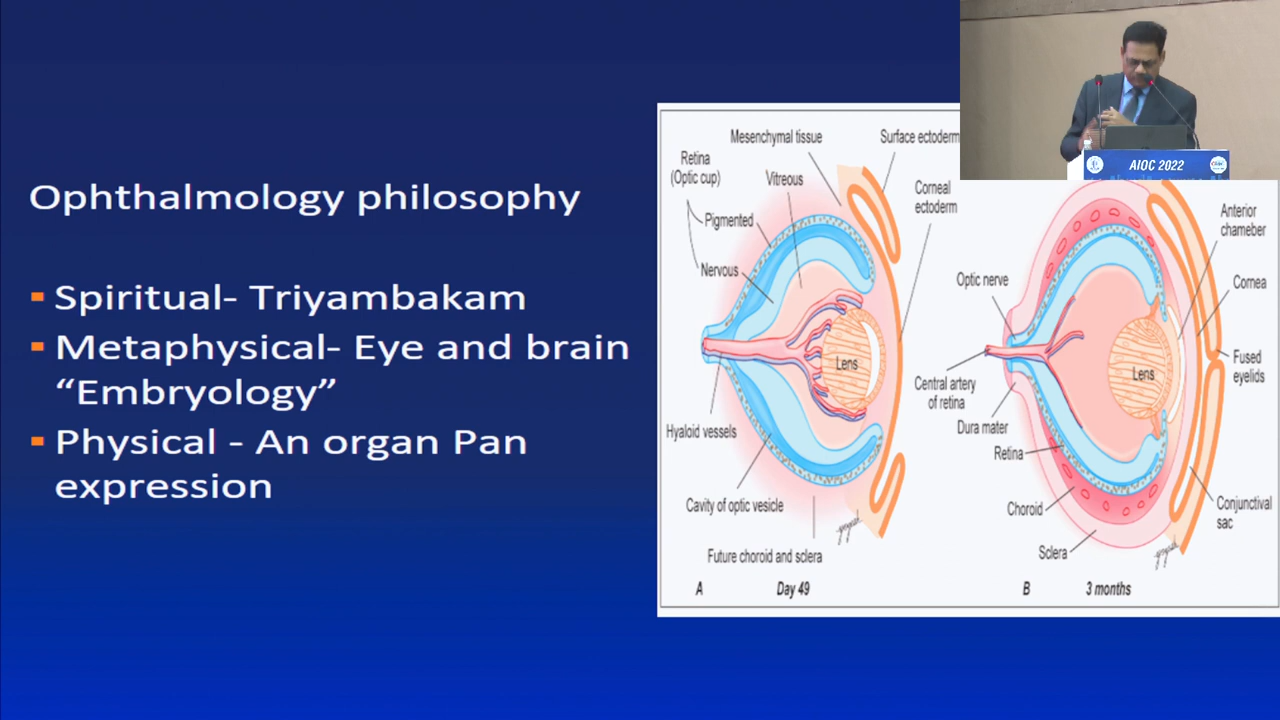 Ophthalmology philosophy
Spiritual- Triyambakam
Metaphysical- Eye and brain
“Embryology”
Physical - An organ Pan
expression
Mesenchymal tissue
Surface ectoderm
Retina
(Optic cup)
Vitreous
Corneal
ectoderm
Pigmented
Nervous
Lens
Hyaloid vessels
Cavity of optic vesicle
Future choroid and sclera
A
Day 49
Anterior
chameber
Optic nerve
Cornea
Lens
Fused
eyelids
Central artery
of retina
Dura mater
Retina
Choroid
Conjunctival
sac
Sclera
B
3 months
AIOC 2022